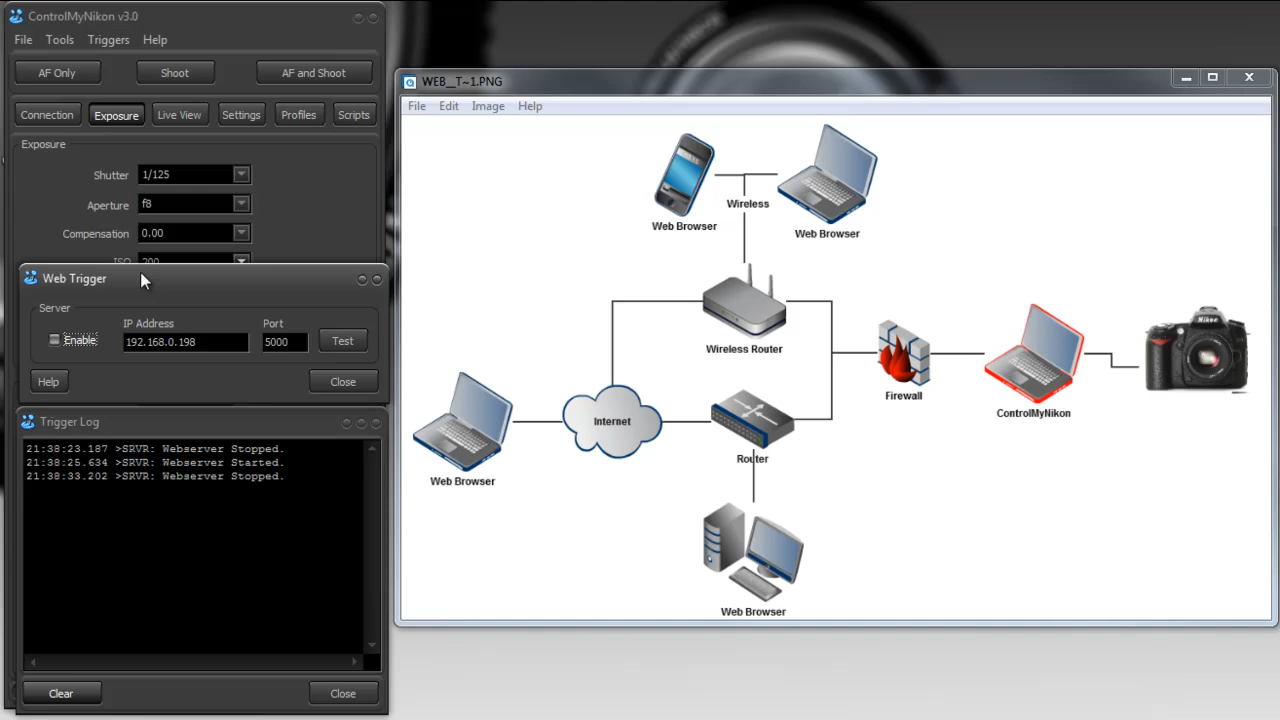 ControlMyNikon v3.0
File Tools Triggers Help
AF Only Shoot AF and Shoot
Connection Exposure Live View Settings Profiles Scripts
Exposure
Shutter 1/125
Aperture f8
Compensation 0.00
ISO 200
Web Trigger
Server
IP Address Port
Enable 192.168.0.198 5000 Test
Help Close
Trigger Log
21:38:23.187 >SRVR: Webserver Stopped.
21:38:25.634 >SRVR: Webserver Started.
21:38:33.202 >SRVR: Webserver Stopped.
Clear Close
WEB__T~1.PNG
File Edit Image Help
Wireless
Web Browser
Web Browser
Wireless Router
Nikon
Firewall
ControlMyNikon
Internet
Router
Web Browser
Web Browser